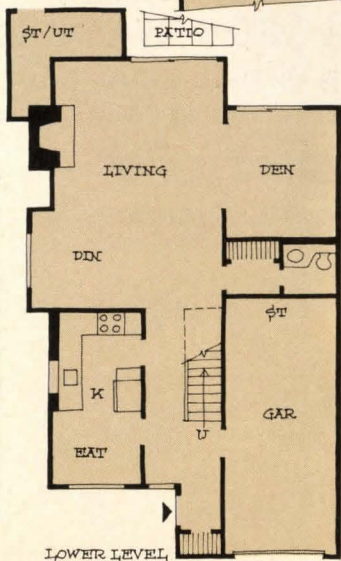 ST/UT
PATIO
LIVING
DEN
DIN
ST
K
GAR
U
EAT
LOWER LEVEL